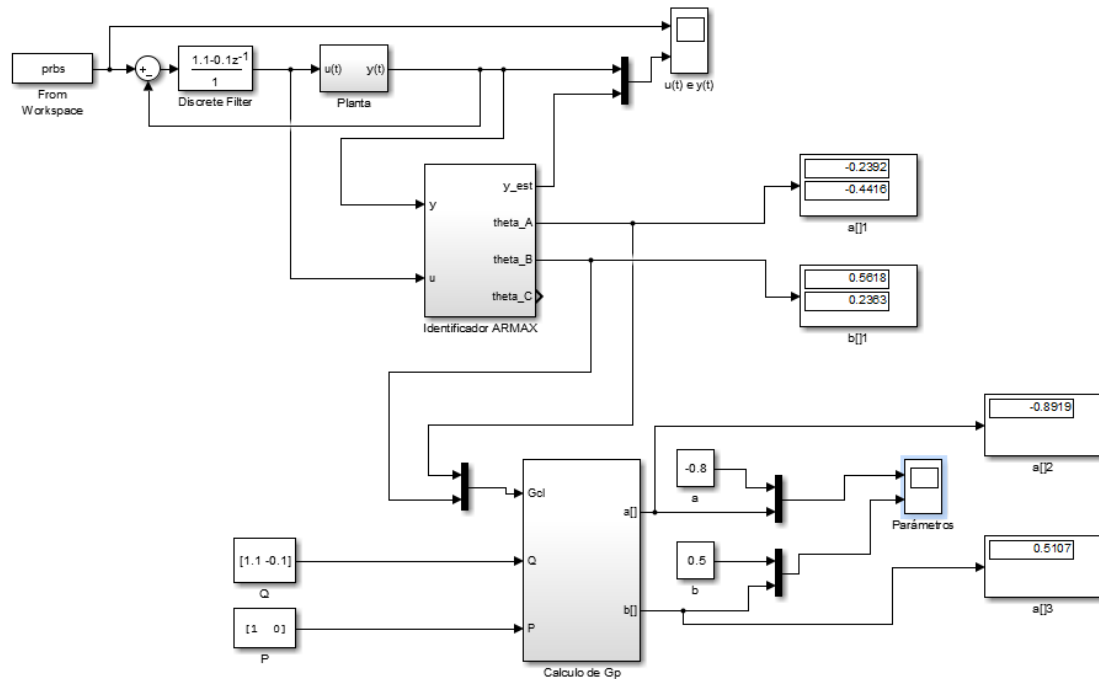 prbs
From
Workspace
+
-
1.1-0.1z-1
1
Discrete Filter
u(t) y(t)
Planta
u(t) e y(t)
y
u
y_est
theta_A
theta_B
theta_C
Identificador ARMAX
-0.2392
-0.4416
a[]1
0.5618
0.2363
b[]1
-0.8919
a[]2
-0.8
a
Parámetros
Gcl
Q
P
a[]
b[]
Calculo de Gp
[1.1 -0.1]
Q
[1 0]
P
0.5
b
0.5107
a[]3